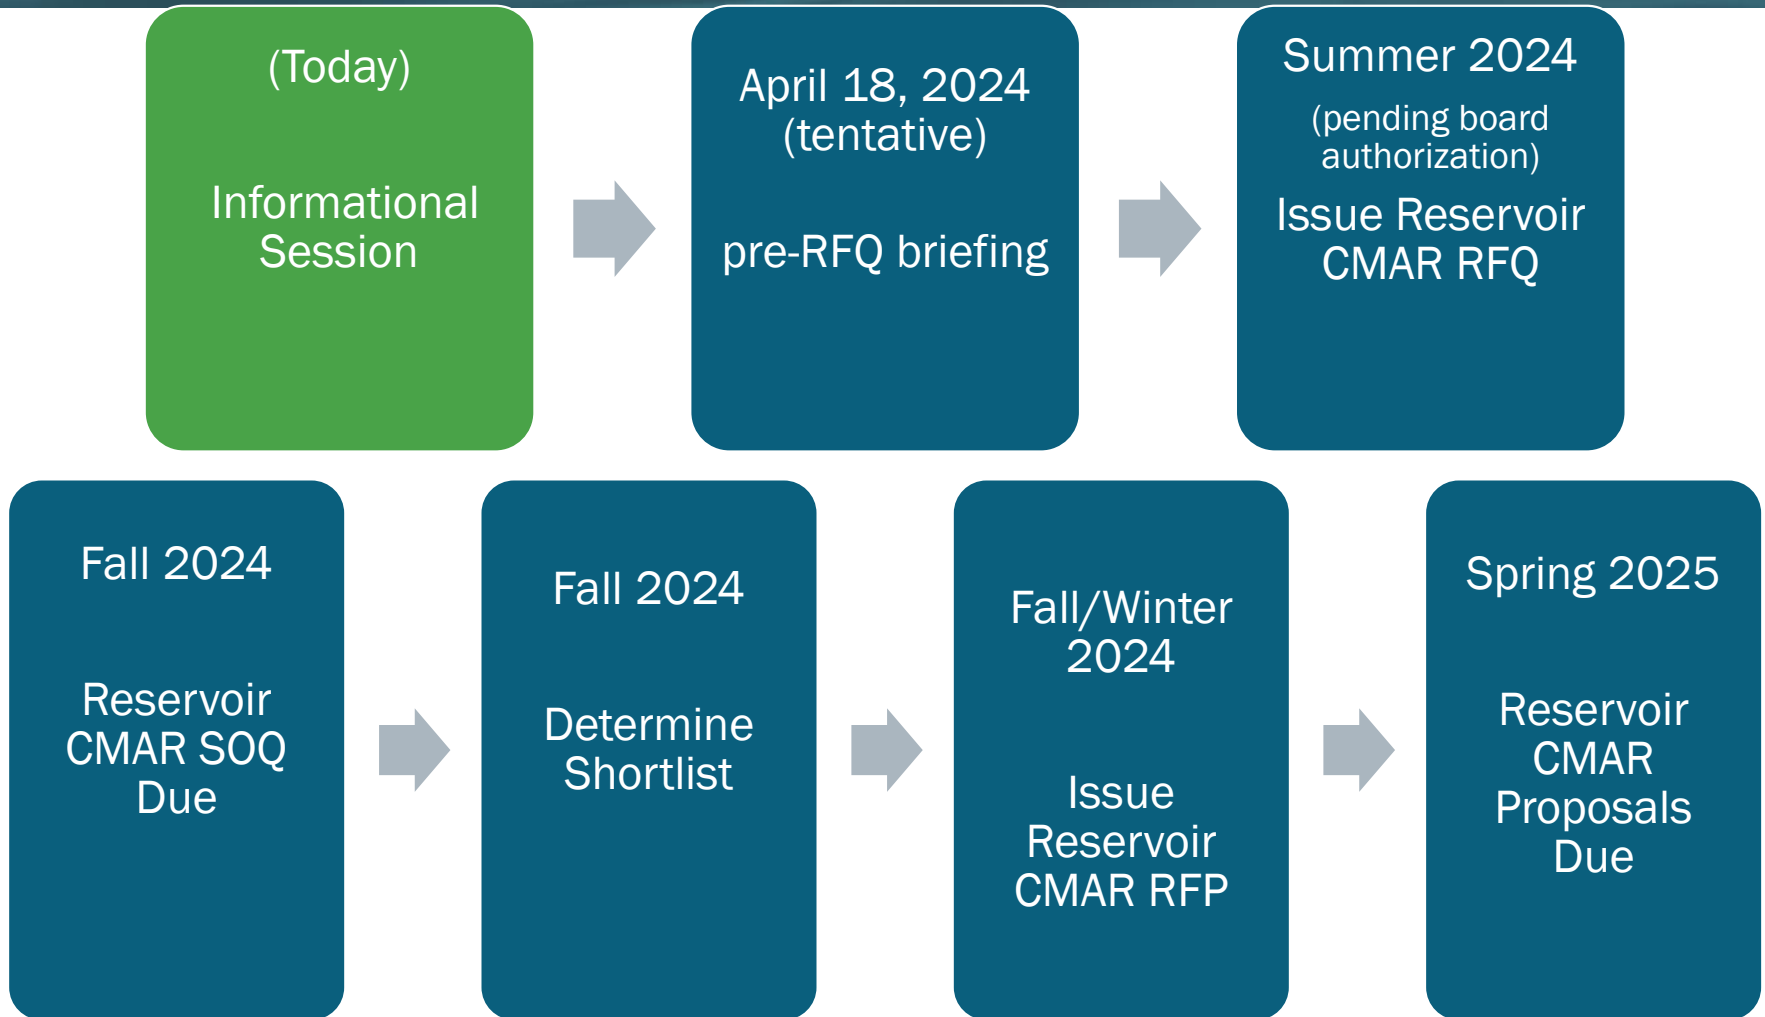 (Today)
Informational
Session
April 18, 2024
(tentative)
pre-RFQ briefing
Summer 2024
(pending board
authorization)
Issue Reservoir
CMAR RFQ
Fall 2024
Reservoir
CMAR SOQ
Due
Fall 2024
Determine
Shortlist
Fall/Winter
2024
Issue
Reservoir
CMAR RFP
Spring 2025
Reservoir
CMAR
Proposals
Due